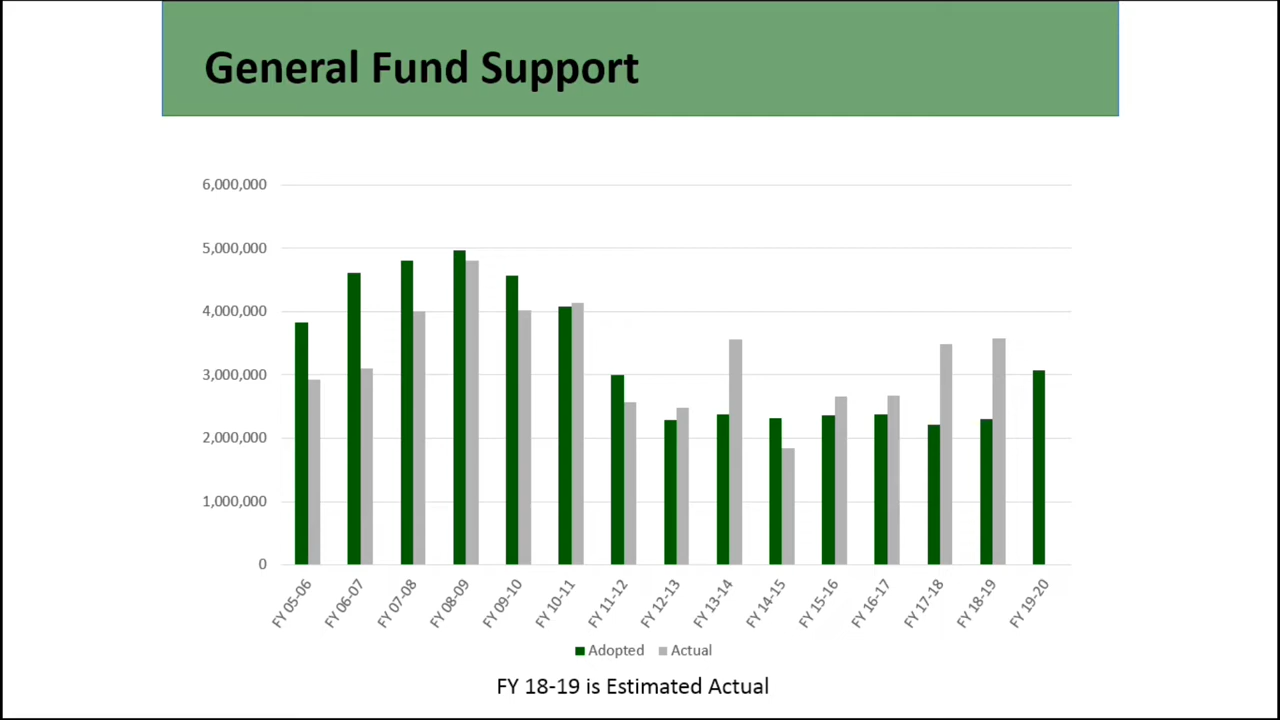 General Fund Support
6,000,000
5,000,000
4,000,000
3,000,000
2,000,000
1,000,000
0
FY 05-06
FY 06-07
FY 07-08
FY 08-09
FY 09-10
FY 10-11
FY 11-12
FY 12-13
FY 13-14
FY 14-15
FY 15-16
FY 16-17
FY 17-18
FY 18-19
FY 19-20
Adopted Actual
FY 18-19 is Estimated Actual